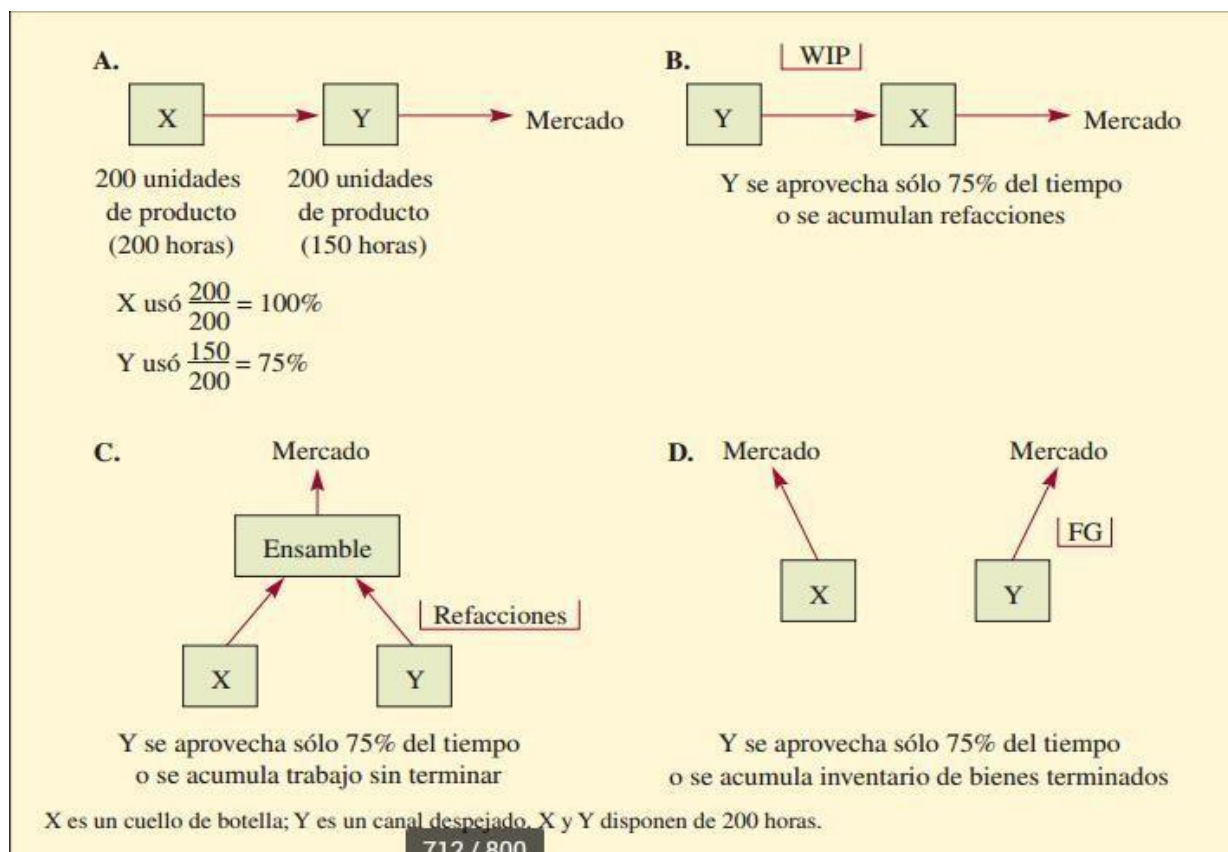 A.
X
Y
Mercado
200 unidades
de producto
(200 horas)
200 unidades
de producto
(150 horas)
X usó 200/200 = 100%
Y usó 150/200 = 75%
B.
WIP
Y
X
Mercado
Y se aprovecha sólo 75% del tiempo
o se acumulan refacciones
C.
Mercado
Ensamble
Refacciones
X
Y
Y se aprovecha sólo 75% del tiempo
o se acumula trabajo sin terminar
D.
Mercado
Mercado
FG
X
Y
Y se aprovecha sólo 75% del tiempo
o se acumula inventario de bienes terminados
X es un cuello de botella; Y es un canal despejado. X y Y disponen de 200 horas.
712 / 800